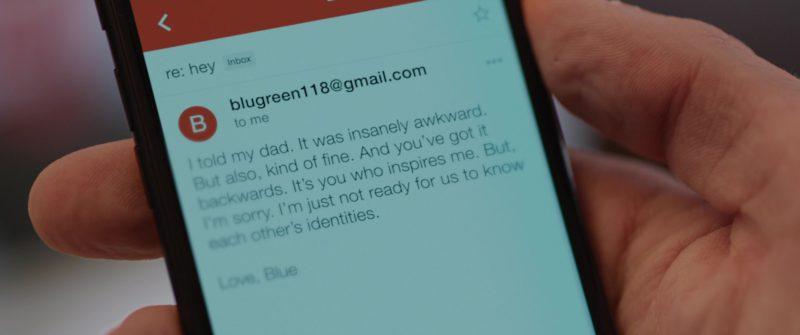 re: hey Inbox
B
blugreen118@gmail.com
to me
I told my dad. It was insanely awkward.
But also, kind of fine. And you've got it
backwards. It's you who inspires me. But,
I'm sorry. I'm just not ready for us to know
each other's identities.
Love, Blue